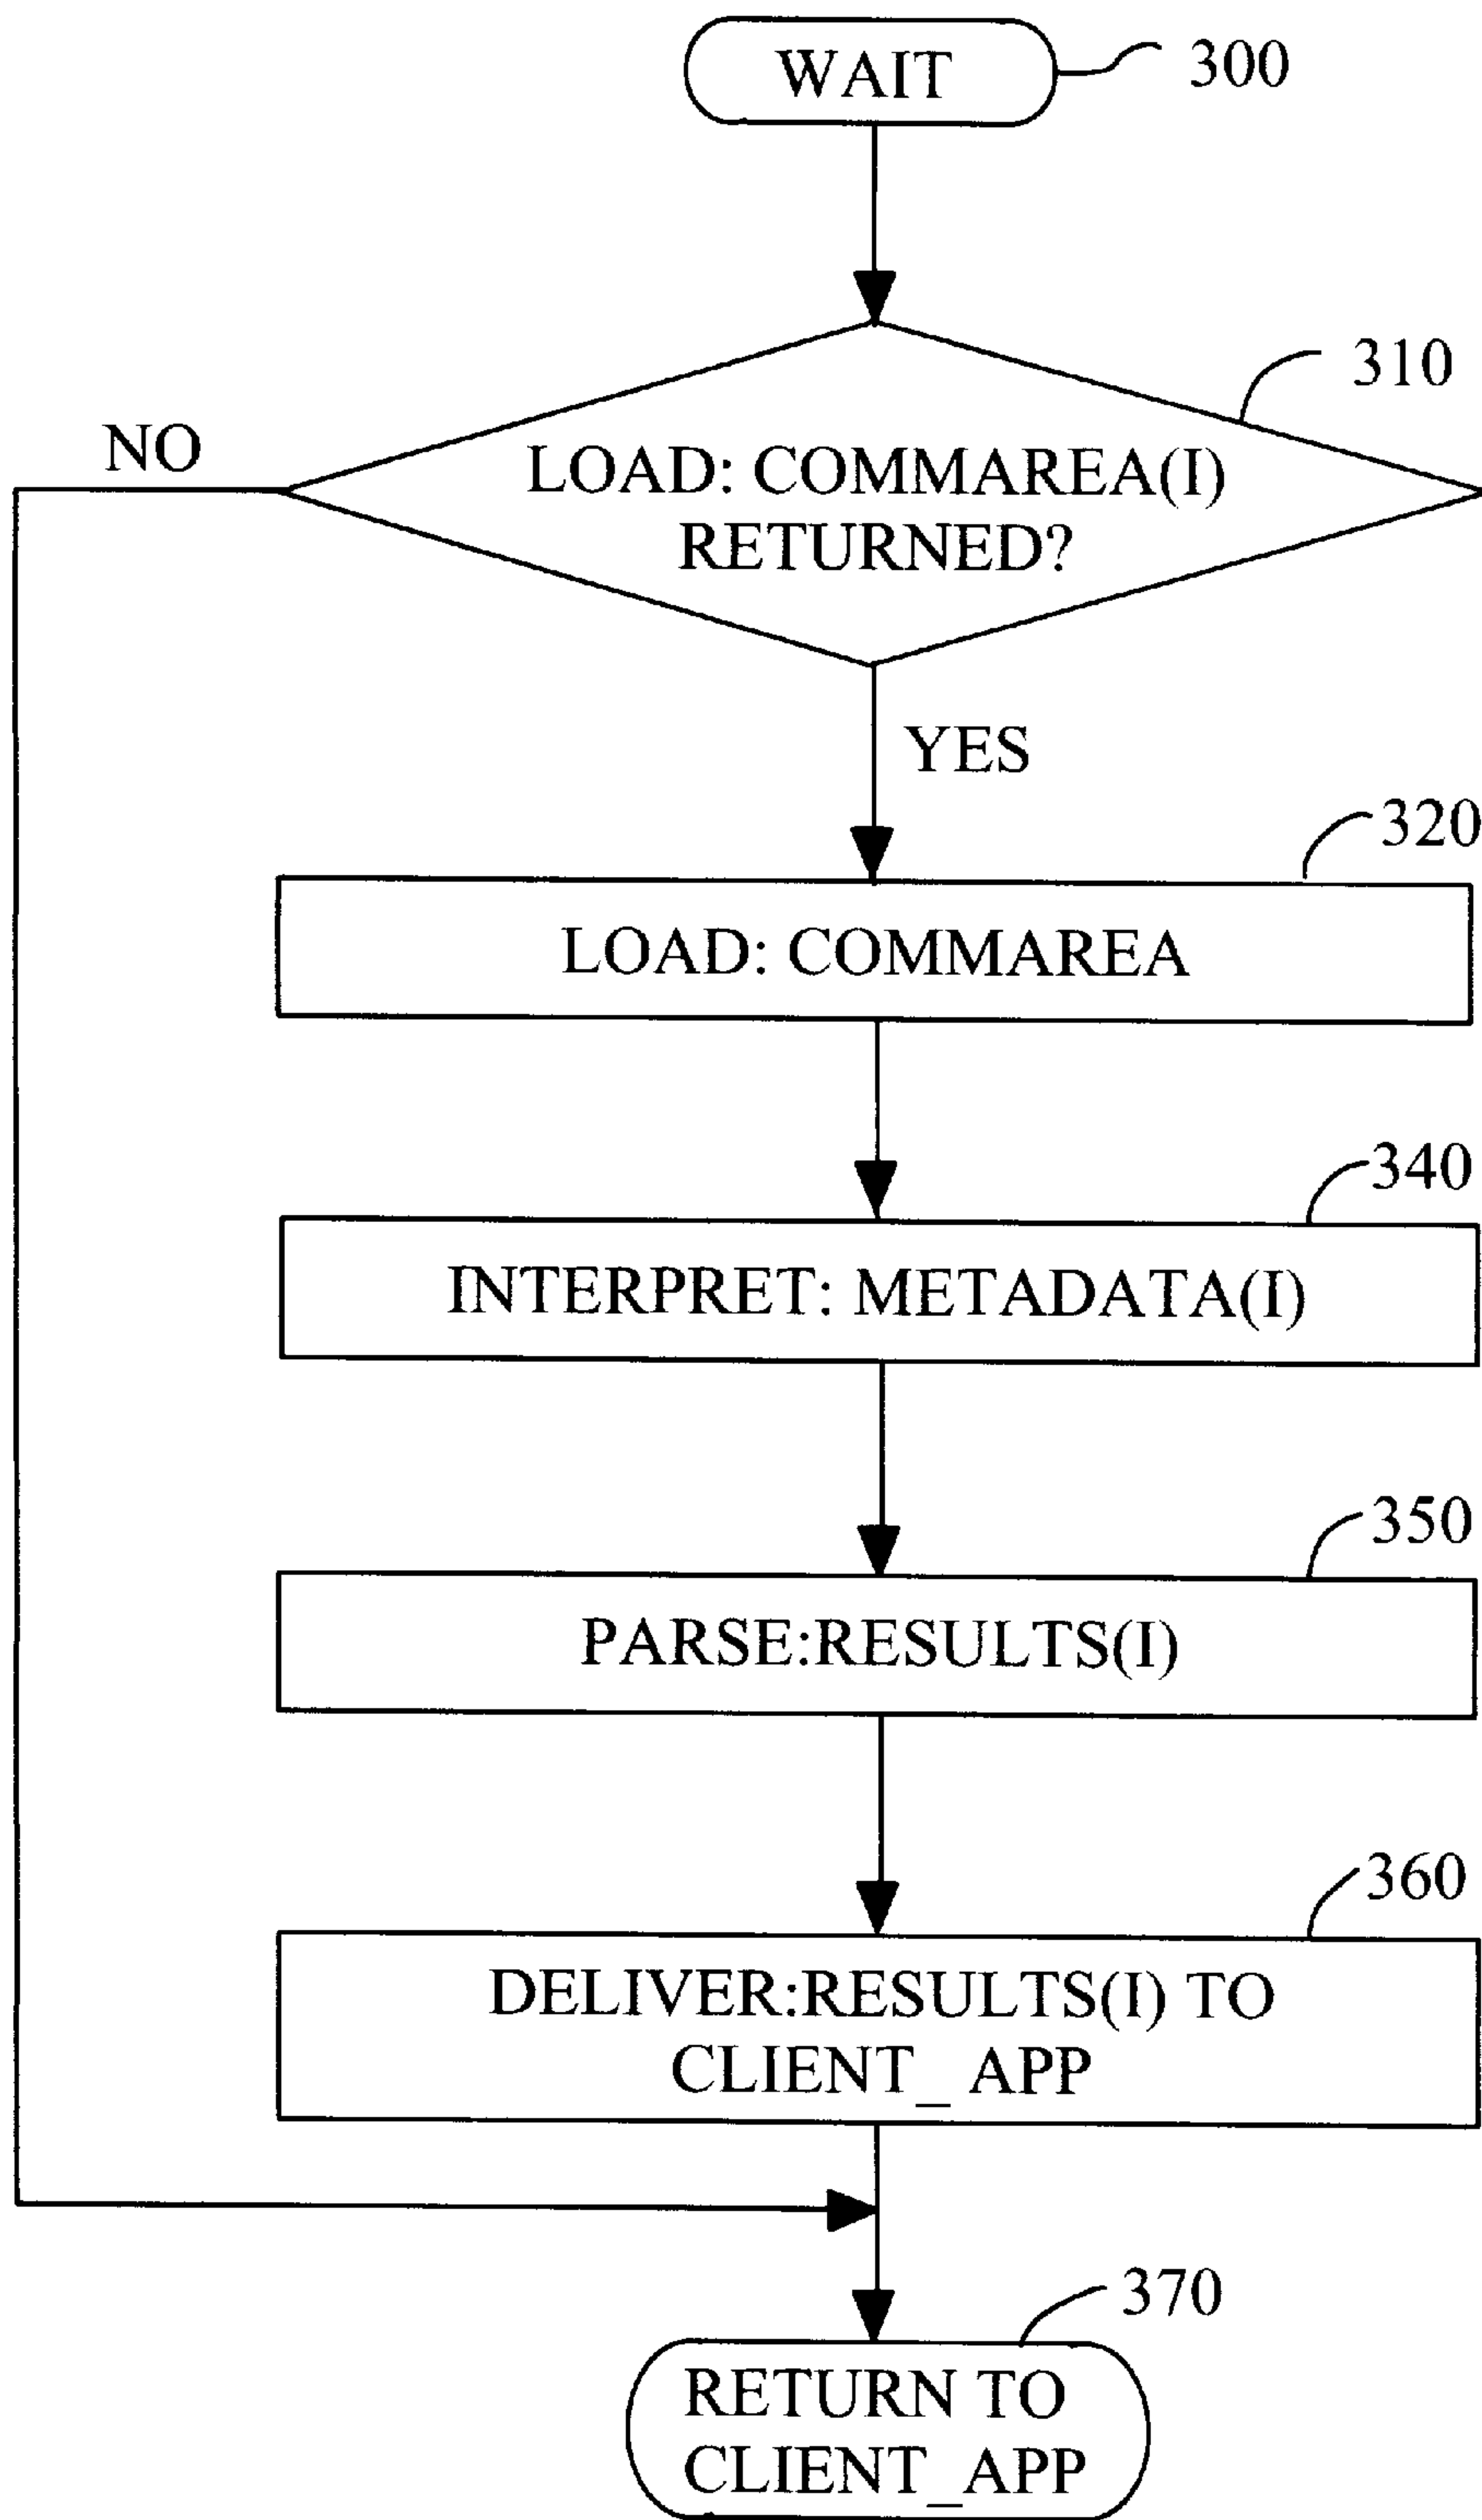 WAIT
300
310
NO
LOAD: COMMAREA(I)
RETURNED?
YES
320
LOAD: COMMAREA
340
INTERPRET: METADATA(I)
350
PARSE:RESULTS(I)
360
DELIVER:RESULTS(I) TO
CLIENT_ APP
370
RETURN TO
CLIENT_APP